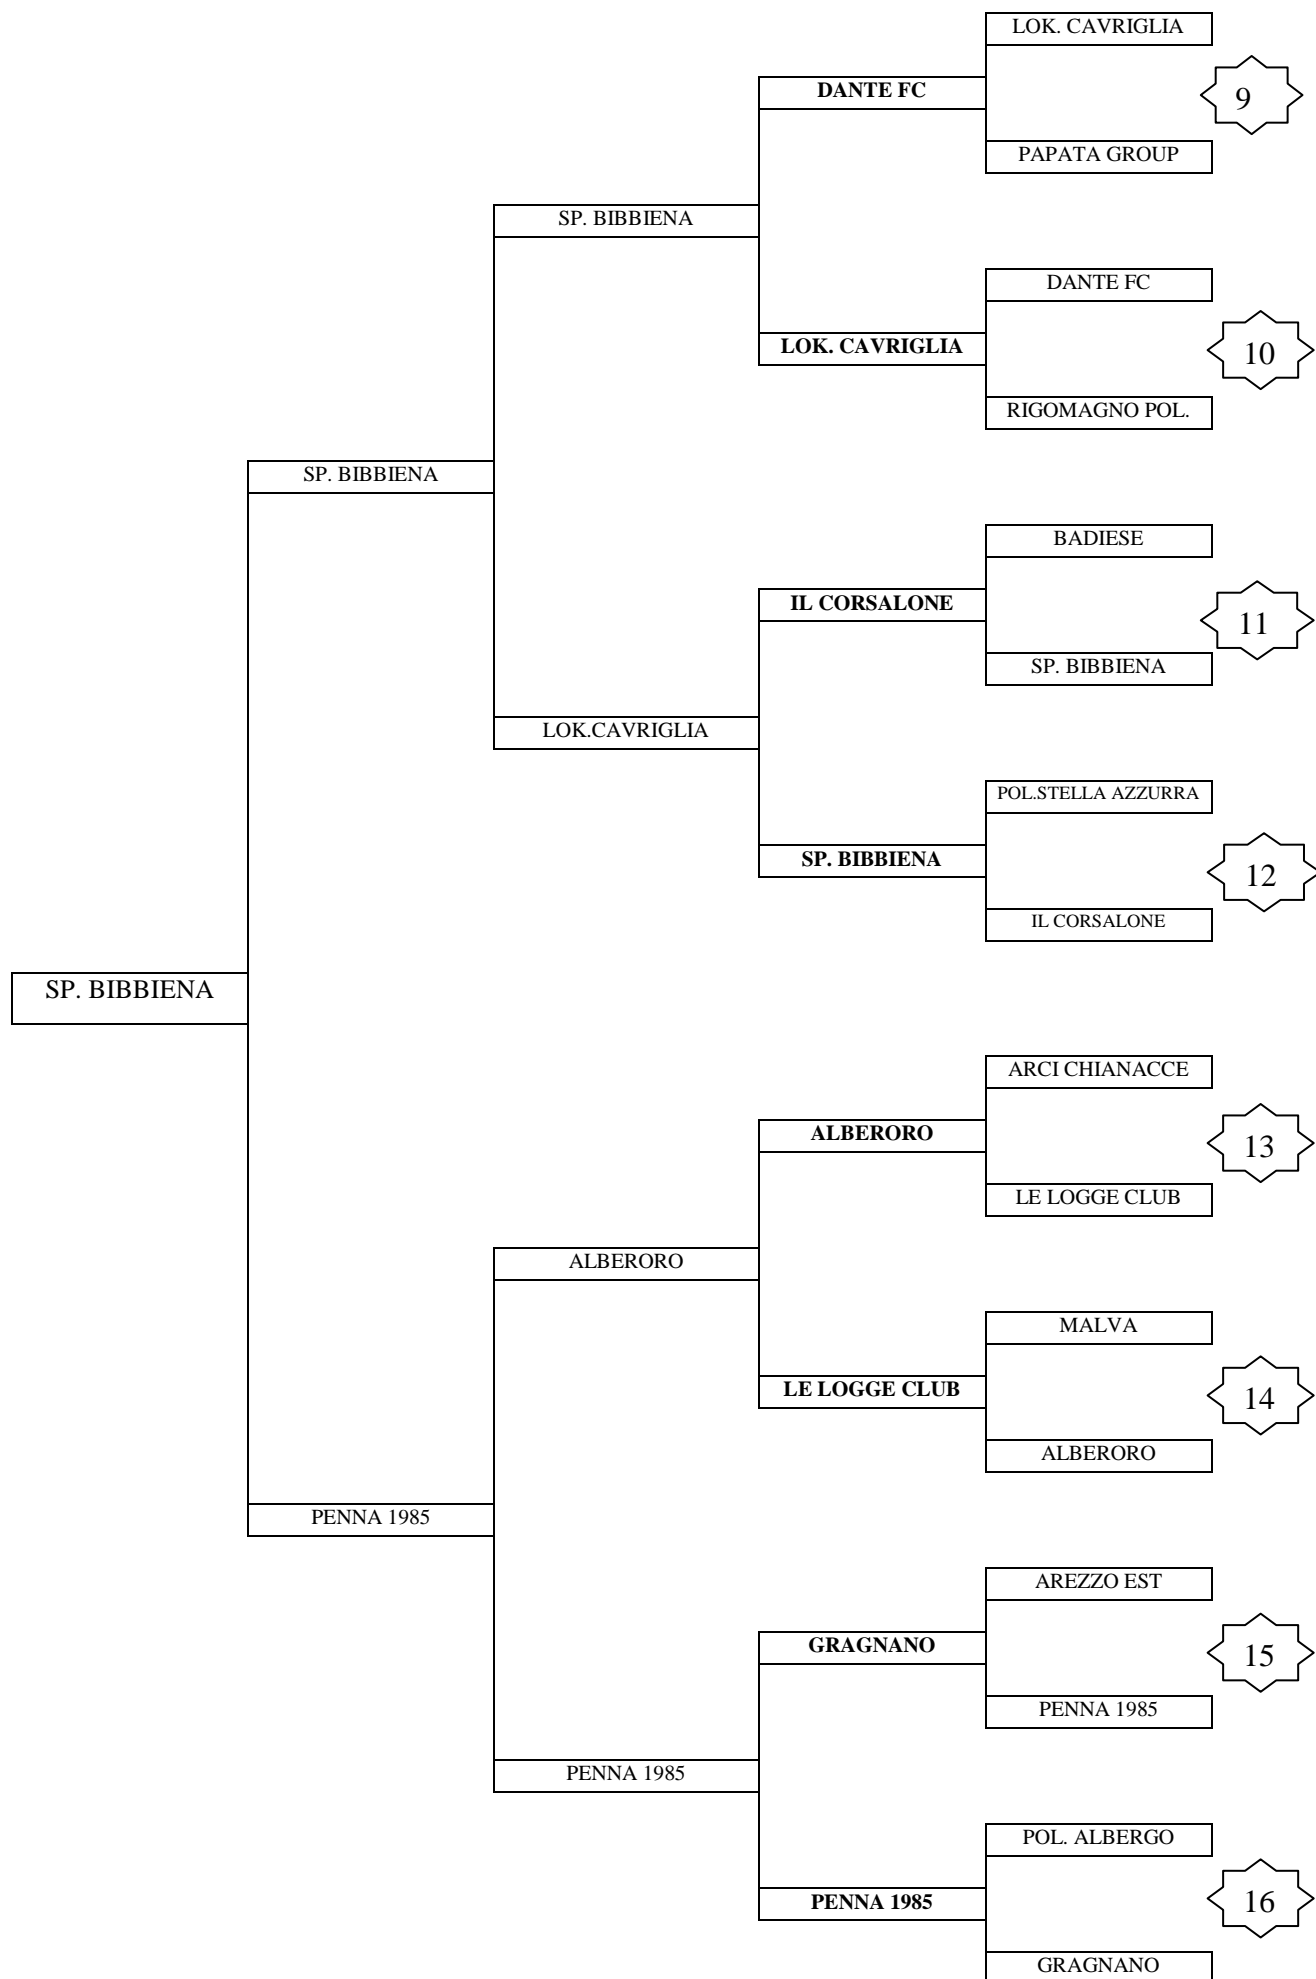 LOK. CAVRIGLIA
DANTE FC
9
PAPATA GROUP
SP. BIBBIENA
DANTE FC
LOK. CAVRIGLIA
10
RIGOMAGNO POL.
SP. BIBBIENA
BADIESE
IL CORSALONE
11
SP. BIBBIENA
LOK.CAVRIGLIA
POL.STELLA AZZURRA
SP. BIBBIENA
12
IL CORSALONE
SP. BIBBIENA
ARCI CHIANACCE
ALBERORO
13
LE LOGGE CLUB
ALBERORO
MALVA
LE LOGGE CLUB
14
ALBERORO
PENNA 1985
AREZZO EST
GRAGNANO
15
PENNA 1985
PENNA 1985
POL. ALBERGO
PENNA 1985
16
GRAGNANO